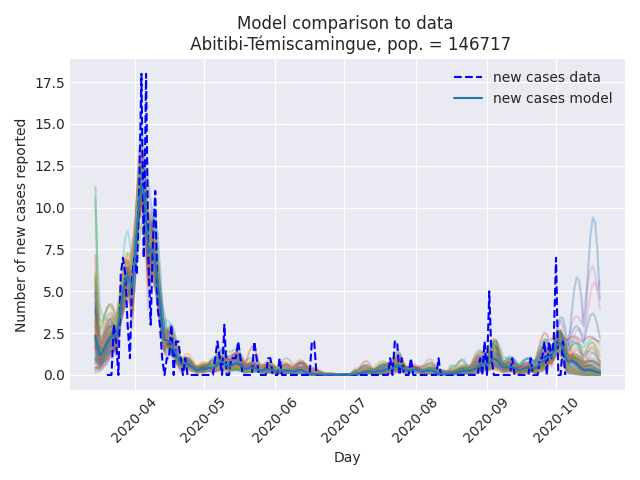 Model comparison to data
Abitibi-Témiscamingue, pop. = 146717
new cases data
new cases model
Number of new cases reported
17.5
15.0
12.5
10.0
7.5
5.0
2.5
0.0
2020-04
2020-05
2020-06
2020-07
2020-08
2020-09
2020-10
Day